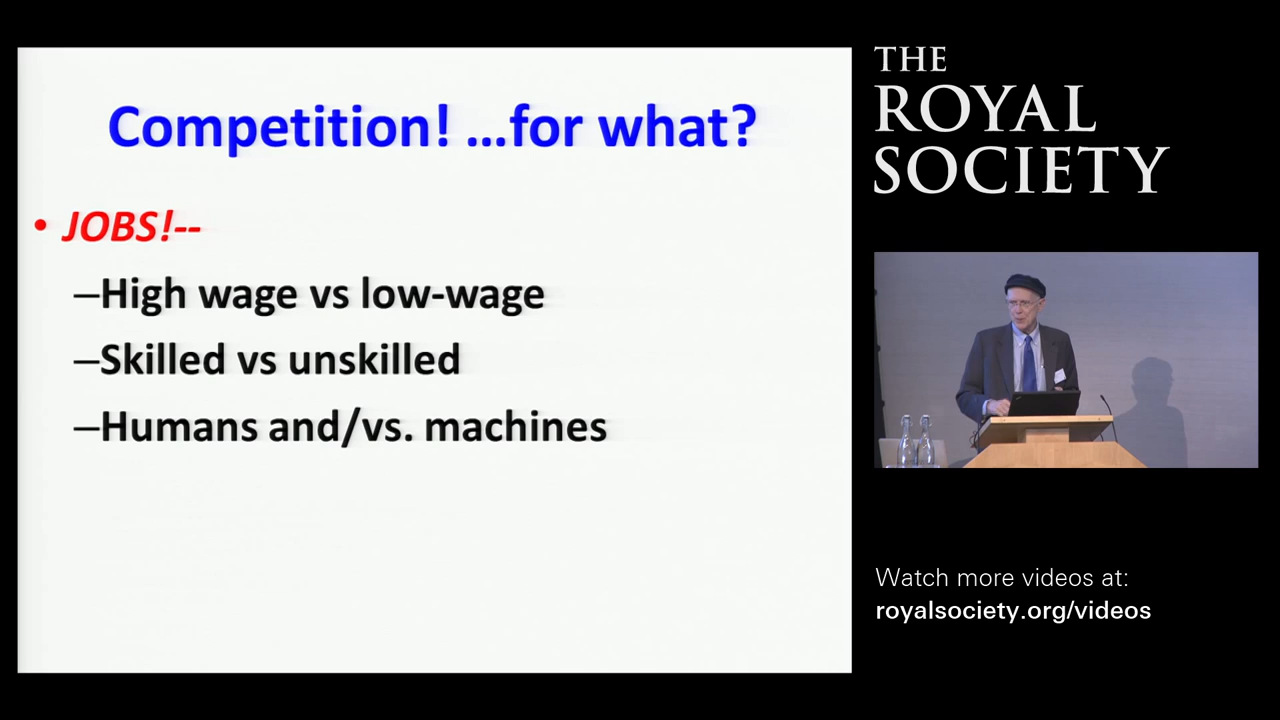 Competition! ...for what?
• JOBS!--
–High wage vs low-wage
–Skilled vs unskilled
–Humans and/vs. machines
THE
ROYAL
SOCIETY
Watch more videos at:
royalsociety.org/videos